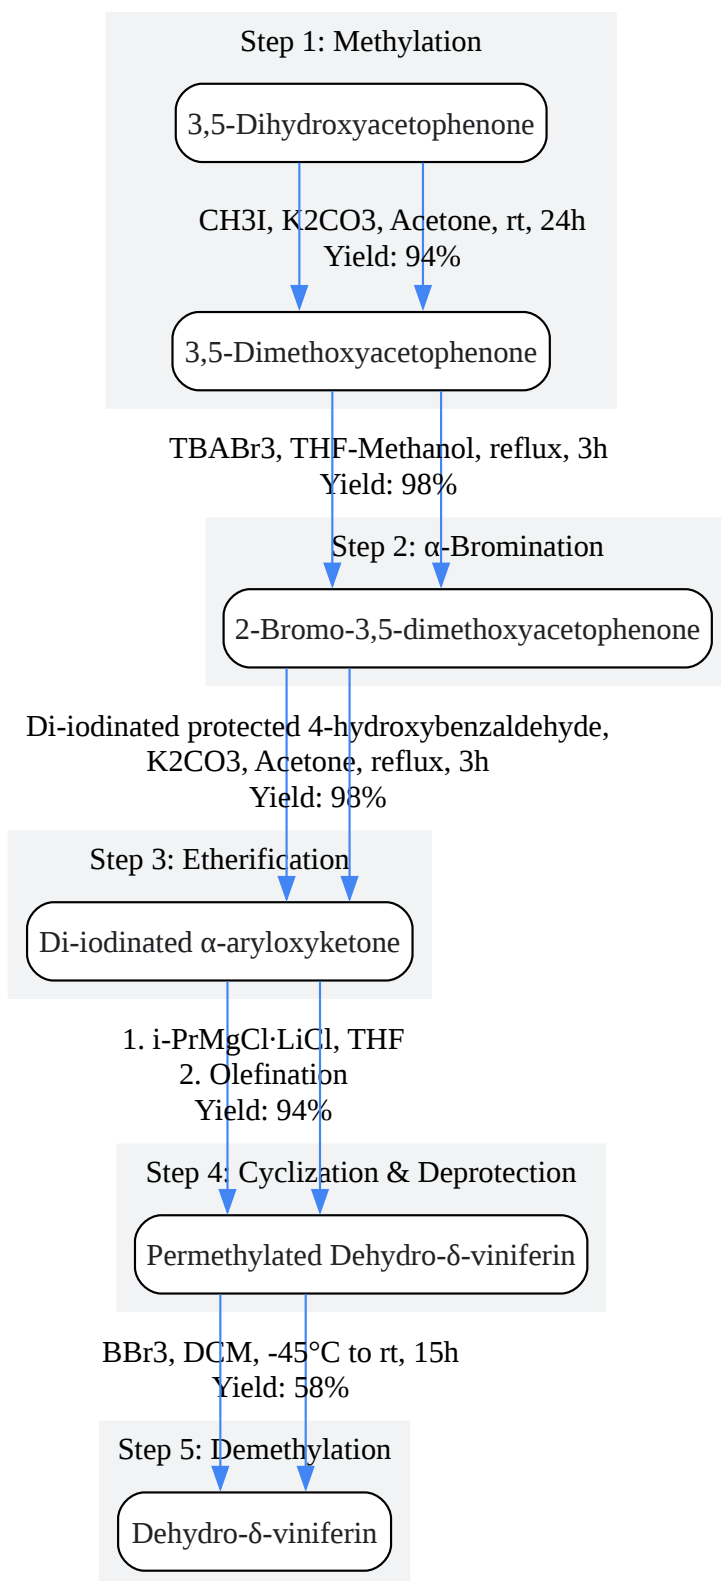 Step 1: Methylation
3,5-Dihydroxyacetophenone
CH3I, K2CO3, Acetone, rt, 24h
Yield: 94%
3,5-Dimethoxyacetophenone
TBABr3, THF-Methanol, reflux, 3h
Yield: 98%
Step 2: α-Bromination
2-Bromo-3,5-dimethoxyacetophenone
Di-iodinated protected 4-hydroxybenzaldehyde,
K2CO3, Acetone, reflux, 3h
Yield: 98%
Step 3: Etherification
Di-iodinated α-aryloxyketone
1. i-PrMgCl·LiCl, THF
2. Olefination
Yield: 94%
Step 4: Cyclization & Deprotection
Permethylated Dehydro-δ-viniferin
BBr3, DCM, -45°C to rt, 15h
Yield: 58%
Step 5: Demethylation
Dehydro-δ-viniferin